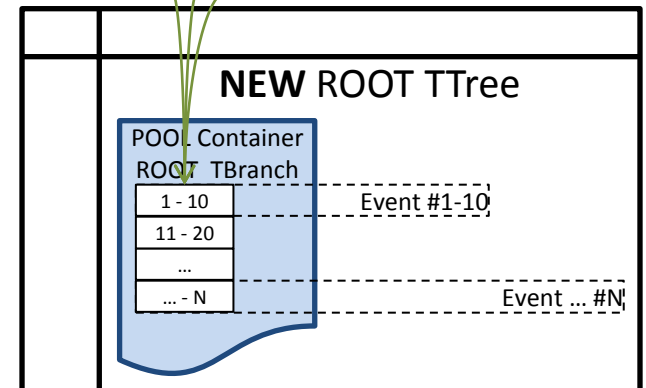 NEW ROOT TTree
POOL Container
ROOT TBranch
1 - 10 Event #1-10
11 - 20
...
... - N Event ... #N